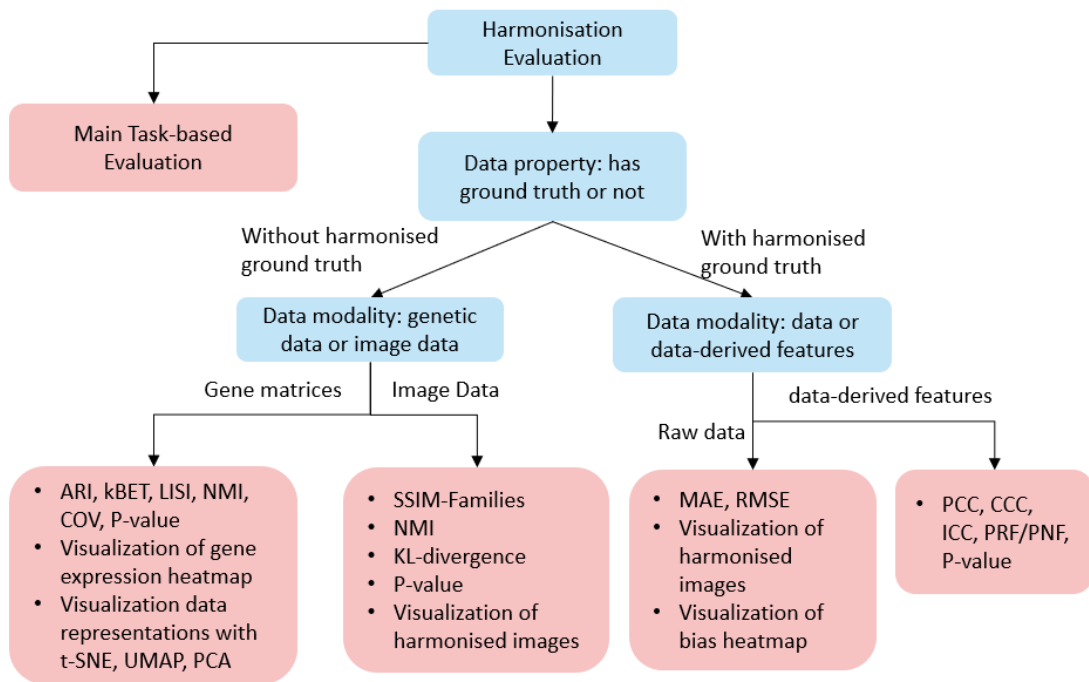 Harmonisation
Evaluation
Main Task-based
Evaluation
Data property: has
ground truth or not
Without harmonised
ground truth
With harmonised
ground truth
Data modality: genetic
data or image data
Data modality: data or
data-derived features
Gene matrices
Image Data
Raw data
data-derived features
• ARI, kBET, LISI, NMI,
COV, P-value
• Visualization of gene
expression heatmap
• Visualization data
representations with
t-SNE, UMAP, PCA
• SSIM-Families
• NMI
• KL-divergence
• P-value
• Visualization of
harmonised images
• MAE, RMSE
• Visualization of
harmonised
images
• Visualization of
bias heatmap
• PCC, CCC,
ICC, PRF/PNF,
P-value